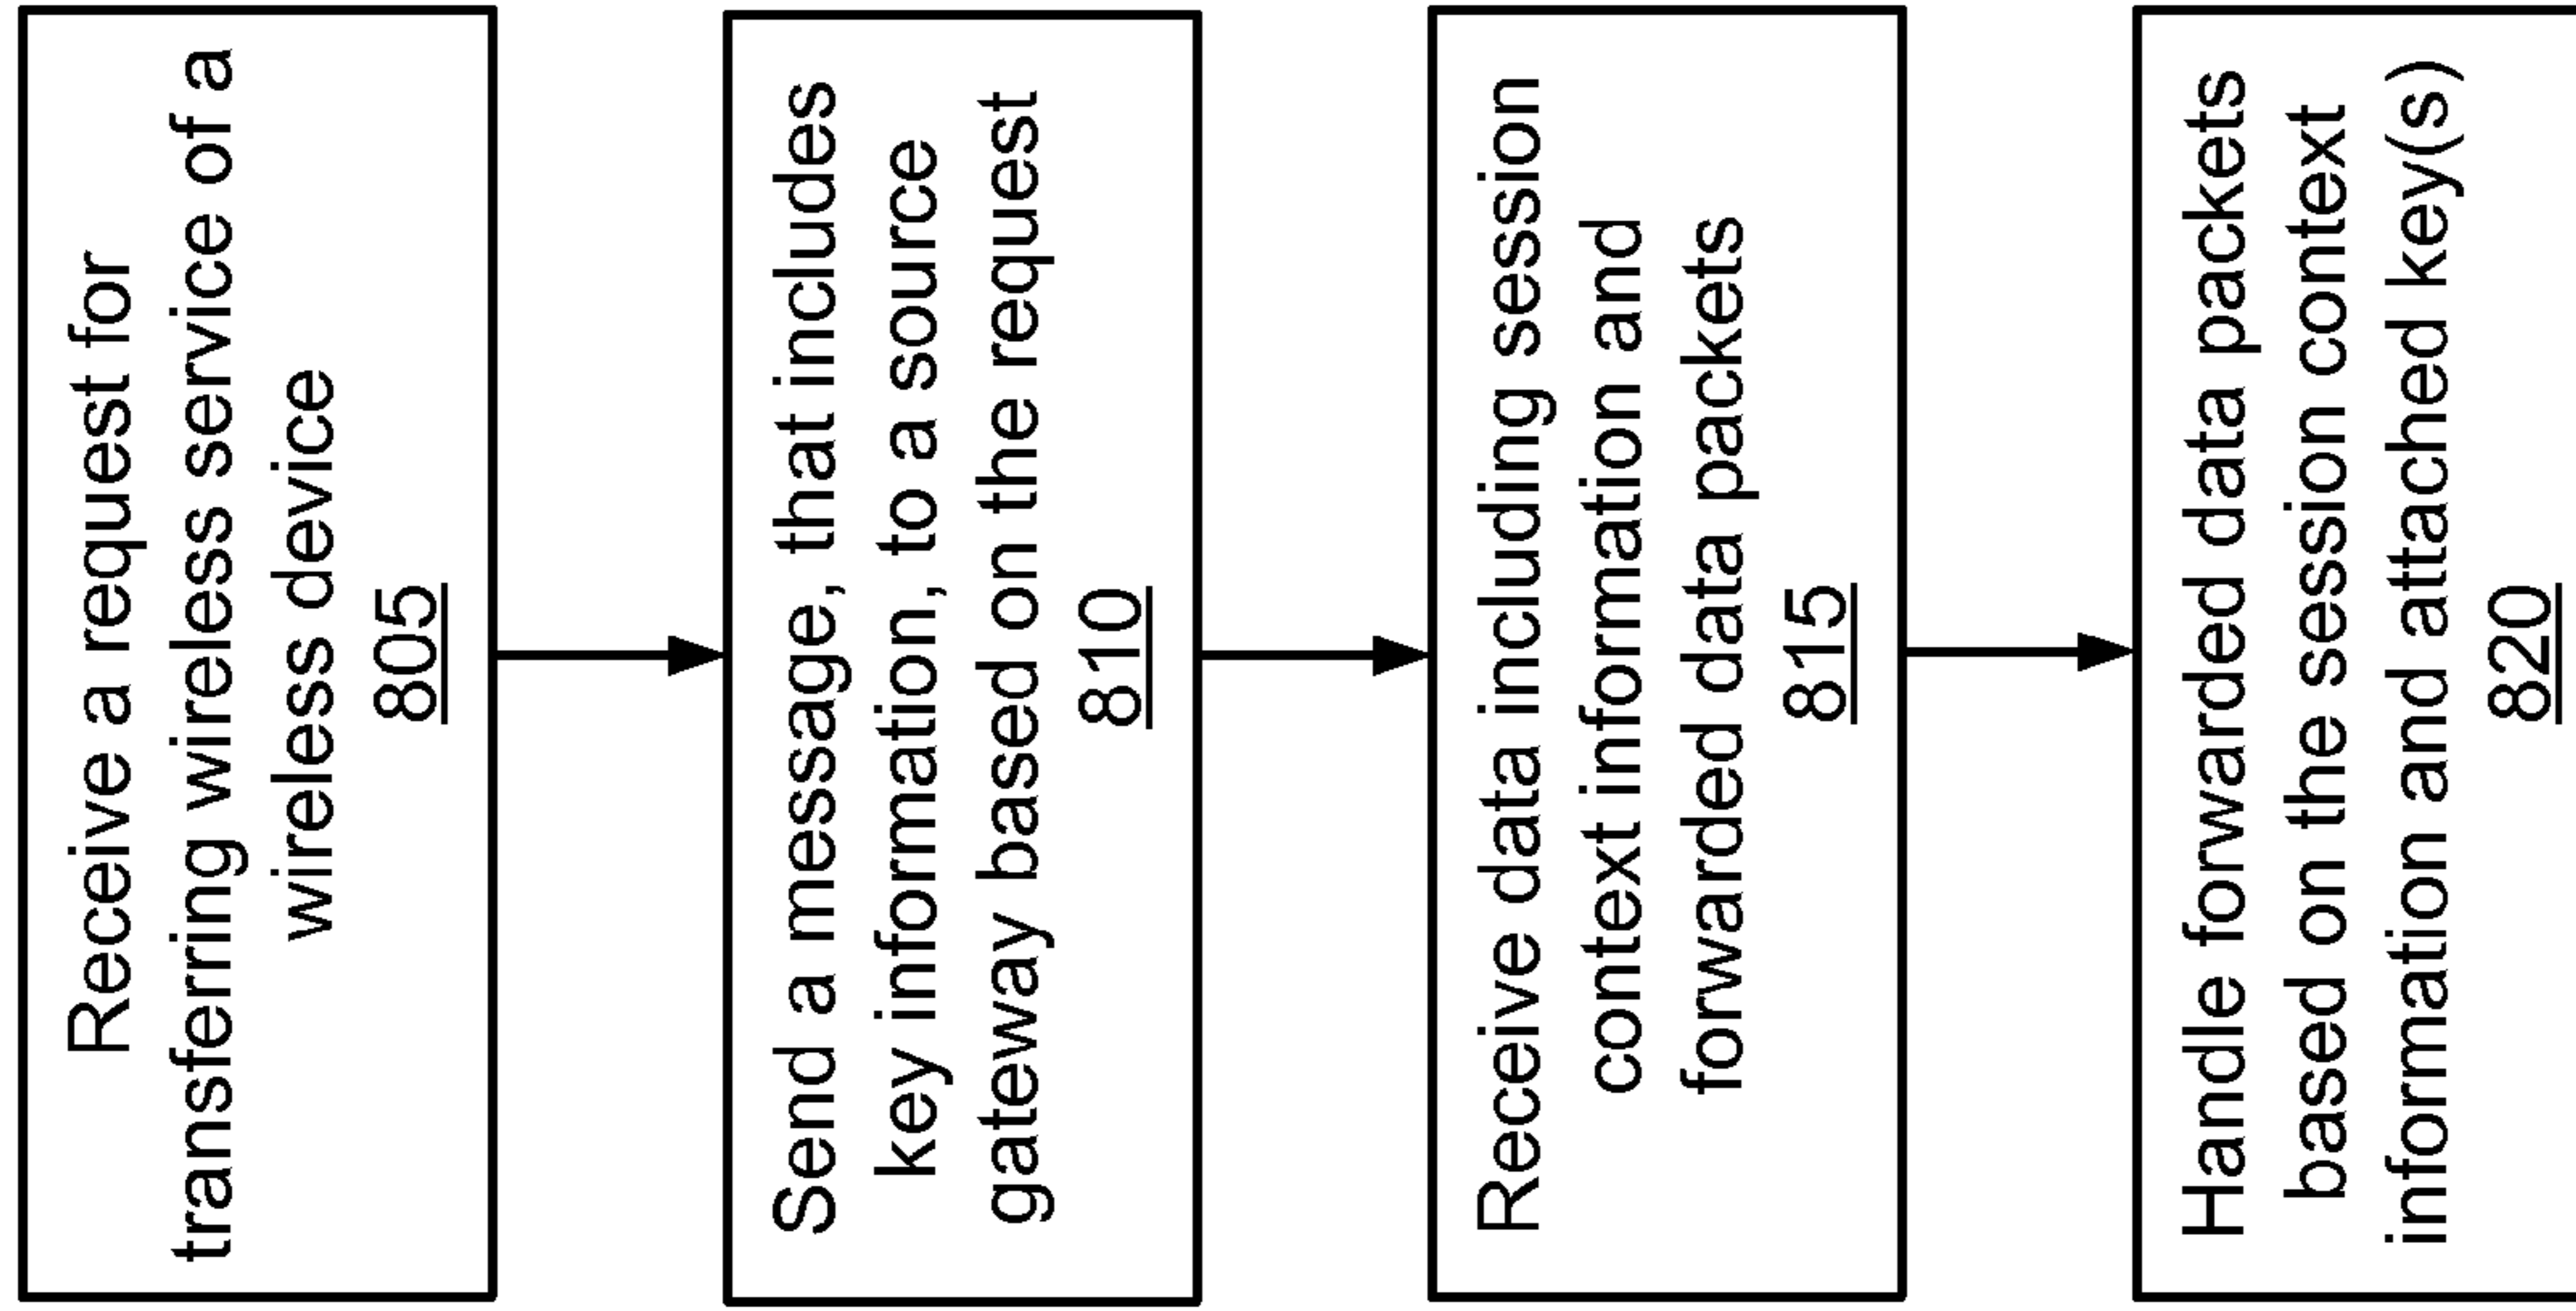 Receive a request for
transferring wireless service of a
wireless device
805
Send a message, that includes
key information, to a source
gateway based on the request
810
Receive data including session
context information and
forwarded data packets
815
Handle forwarded data packets
based on the session context
information and attached key(s)
820